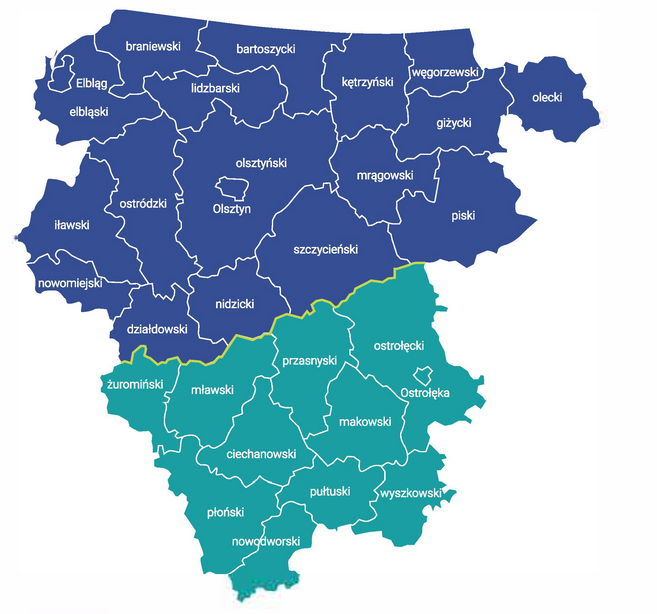 braniewski
bartoszycki
węgorzewski
Elbląg
kętrzyński
lidzbarski
olecki
elbląski
giżycki
olsztyński
mrągowski
ostródzki
Olsztyn
piski
iławski
szczycieński
nowomiejski
nidzicki
działdowski
ostrołęcki
przasnyski
żuromiński
mławski
Ostrołęka
makowski
ciechanowski
pułtuski
wyszkowski
płoński
nowodworski